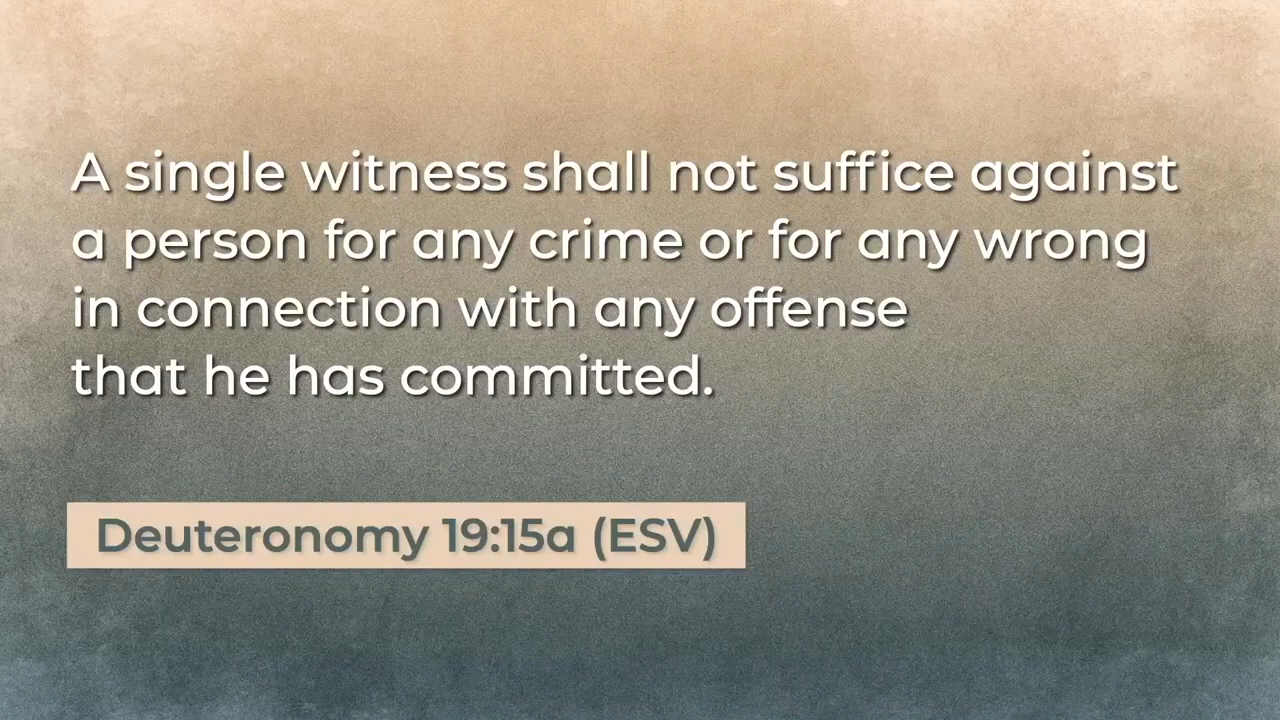 A single witness shall not suffice against
a person for any crime or for any wrong
in connection with any offense
that he has committed.
Deuteronomy 19:15a (ESV)